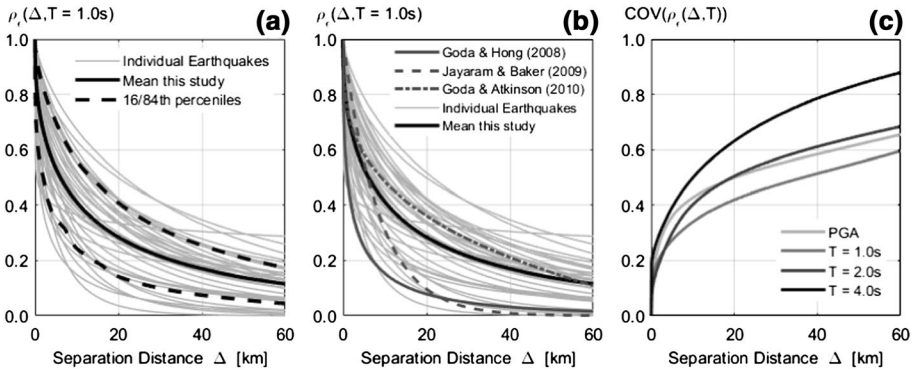 ρε(Δ,T = 1.0s) (a)
1.0
0.8
0.6
0.4
0.2
0.0
Individual Earthquakes
Mean this study
16/84th perceniles
0 20 40 60
Separation Distance Δ [km]
ρε(Δ,T = 1.0s) (b)
1.0
0.8
0.6
0.4
0.2
0.0
Goda & Hong (2008)
Jayaram & Baker (2009)
Goda & Atkinson (2010)
Individual Earthquakes
Mean this study
0 20 40 60
Separation Distance Δ [km]
COV(ρε(Δ,T)) (c)
1.0
0.8
0.6
0.4
0.2
0.0
PGA
T = 1.0s
T = 2.0s
T = 4.0s
0 20 40 60
Separation Distance Δ [km]